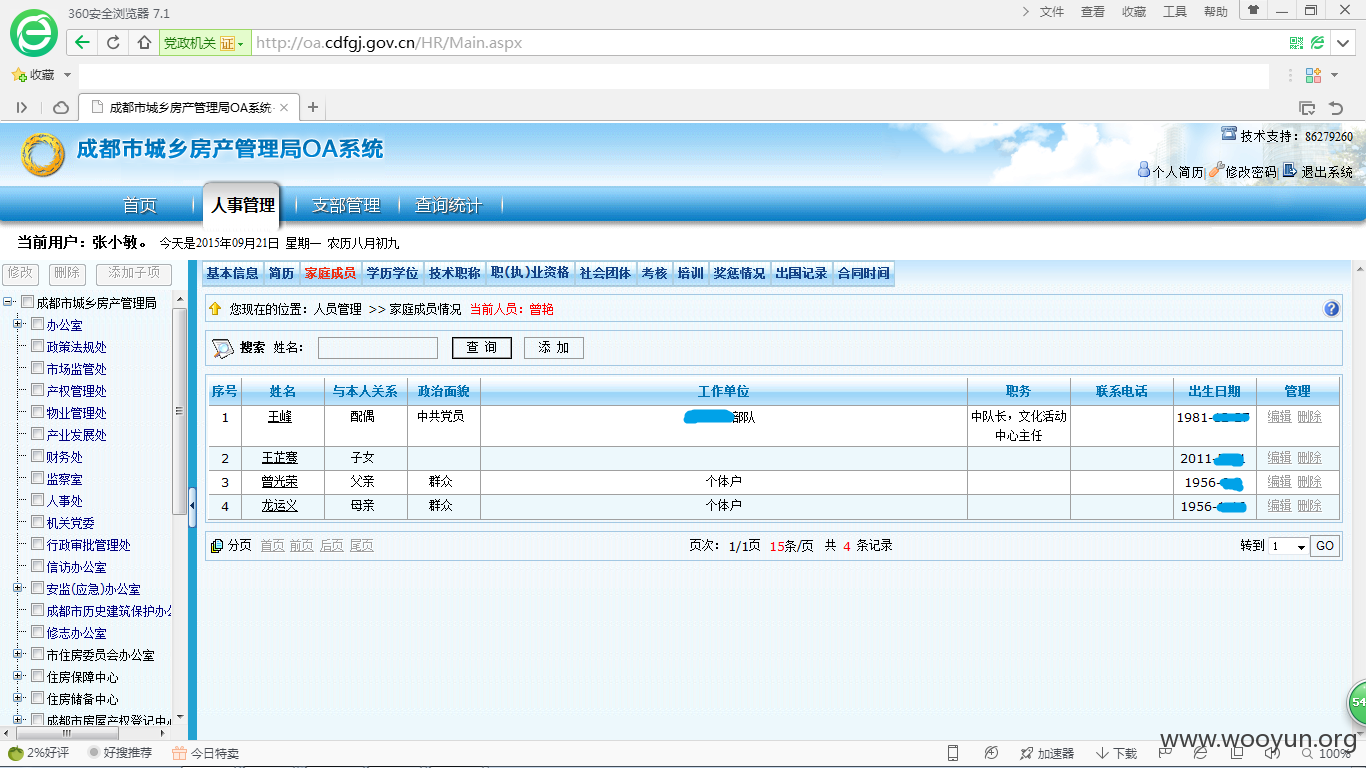 360安全浏览器 7.1
文件 查看 收藏 工具 帮助
党政机关 证 http://oa.cdfgj.gov.cn/HR/Main.aspx
收藏
成都市城乡房产管理局OA系统
成都市城乡房产管理局OA系统
技术支持：86279260
个人简历| 修改密码| 退出系统
首页 人事管理 支部管理 查询统计
当前用户：张小敏。 今天是2015年09月21日 星期一 农历八月初九
修改 删除 添加子项
成都市城乡房产管理局
办公室
政策法规处
市场监管处
产权管理处
物业管理处
产业发展处
财务处
监察室
人事处
机关党委
行政审批管理处
信访办公室
安监(应急)办公室
成都市历史建筑保护办公
修志办公室
市住房委员会办公室
住房保障中心
住房储备中心
成都市房屋产权登记中心
基本信息 简历 家庭成员 学历学位 技术职称 职(执)业资格 社会团体 考核 培训 奖惩情况 出国记录 合同时间
您现在的位置：人员管理 >> 家庭成员情况 当前人员：曾艳
搜索 姓名： 查 询 添 加
序号 姓名 与本人关系 政治面貌 工作单位 职务 联系电话 出生日期 管理
1 王峰 配偶 中共党员 部队 中队长，文化活动中心主任 1981- 编辑 删除
2 王芷骞 子女 2011- 编辑 删除
3 曾光荣 父亲 群众 个体户 1956- 编辑 删除
4 龙运义 母亲 群众 个体户 1956- 编辑 删除
分页 首页 前页 后页 尾页 页次： 1/1页 15条/页 共 4 条记录 转到 1 GO
54
2%好评 好搜推荐 今日特卖 加速器 下载 100%
www.wooyun.org